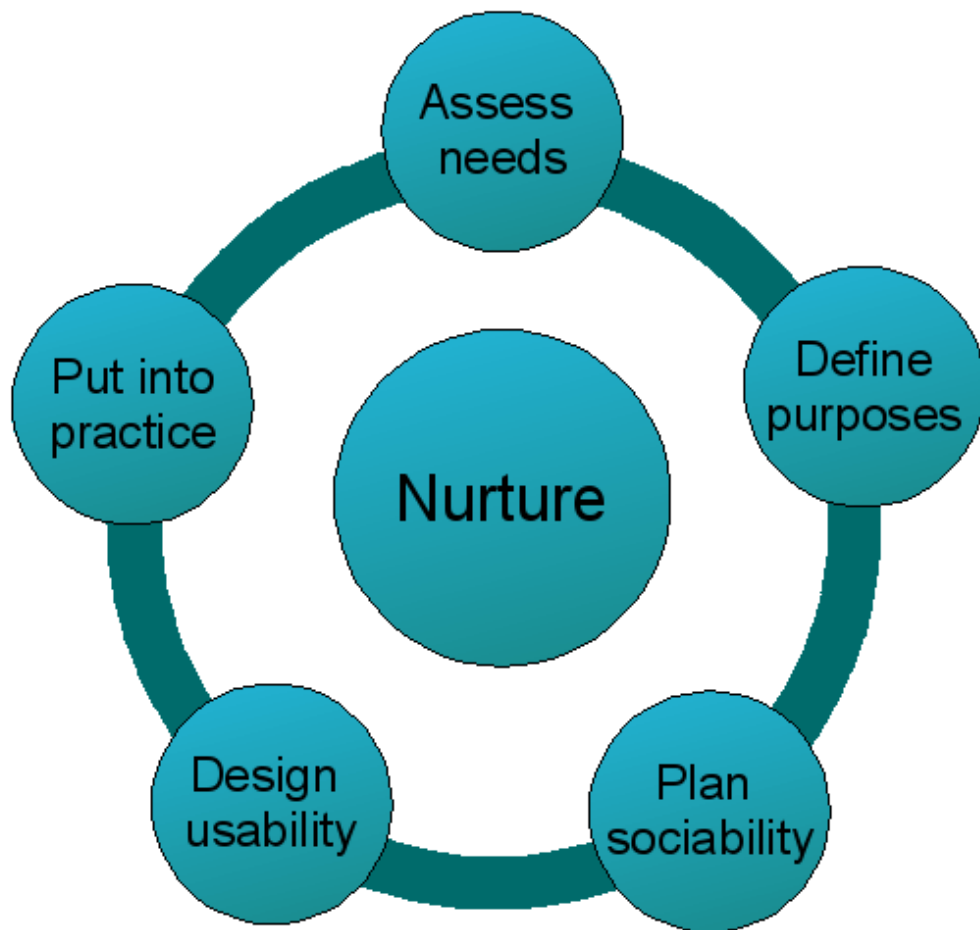 Assess
needs
Define
purposes
Plan
sociability
Design
usability
Put into
practice
Nurture